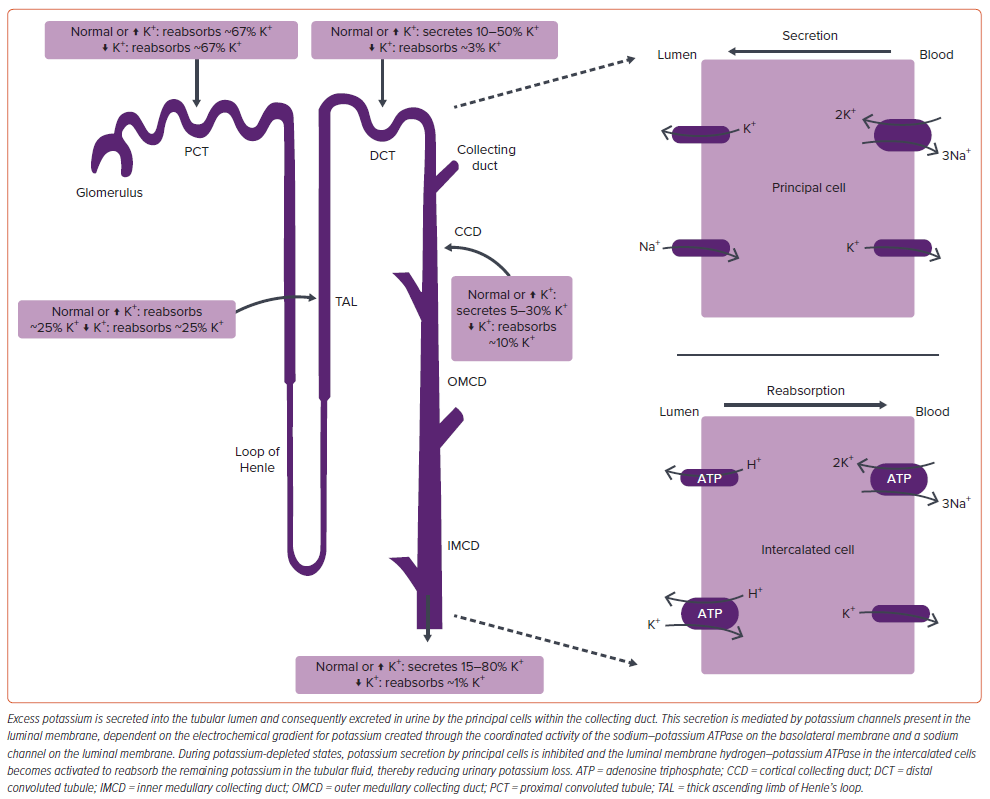 Normal or ⬆ K⁺: reabsorbs ~67% K⁺
⬇ K⁺: reabsorbs ~67% K⁺
Normal or ⬆ K⁺: secretes 10–50% K⁺
⬇ K⁺: reabsorbs ~3% K⁺
PCT
DCT
Glomerulus
Collecting
duct
CCD
Normal or ⬆ K⁺:
secretes 5–30% K⁺
⬇ K⁺: reabsorbs
~10% K⁺
TAL
Normal or ⬆ K⁺: reabsorbs
~25% K⁺ ⬇ K⁺: reabsorbs ~25% K⁺
OMCD
Loop of
Henle
IMCD
Normal or ⬆ K⁺: secretes 15–80% K⁺
⬇ K⁺: reabsorbs ~1% K⁺
Secretion
Lumen
Blood
K⁺
2K⁺
3Na⁺
Principal cell
Na⁺
K⁺
Reabsorption
Lumen
Blood
ATP
H⁺
2K⁺
ATP
3Na⁺
Intercalated cell
H⁺
ATP
K⁺
K⁺
Excess potassium is secreted into the tubular lumen and consequently excreted in urine by the principal cells within the collecting duct. This secretion is mediated by potassium channels present in the
luminal membrane, dependent on the electrochemical gradient for potassium created through the coordinated activity of the sodium–potassium ATPase on the basolateral membrane and a sodium
channel on the luminal membrane. During potassium-depleted states, potassium secretion by principal cells is inhibited and the luminal membrane hydrogen–potassium ATPase in the intercalated cells
becomes activated to reabsorb the remaining potassium in the tubular fluid, thereby reducing urinary potassium loss. ATP = adenosine triphosphate; CCD = cortical collecting duct; DCT = distal
convoluted tubule; IMCD = inner medullary collecting duct; OMCD = outer medullary collecting duct; PCT = proximal convoluted tubule; TAL = thick ascending limb of Henle's loop.